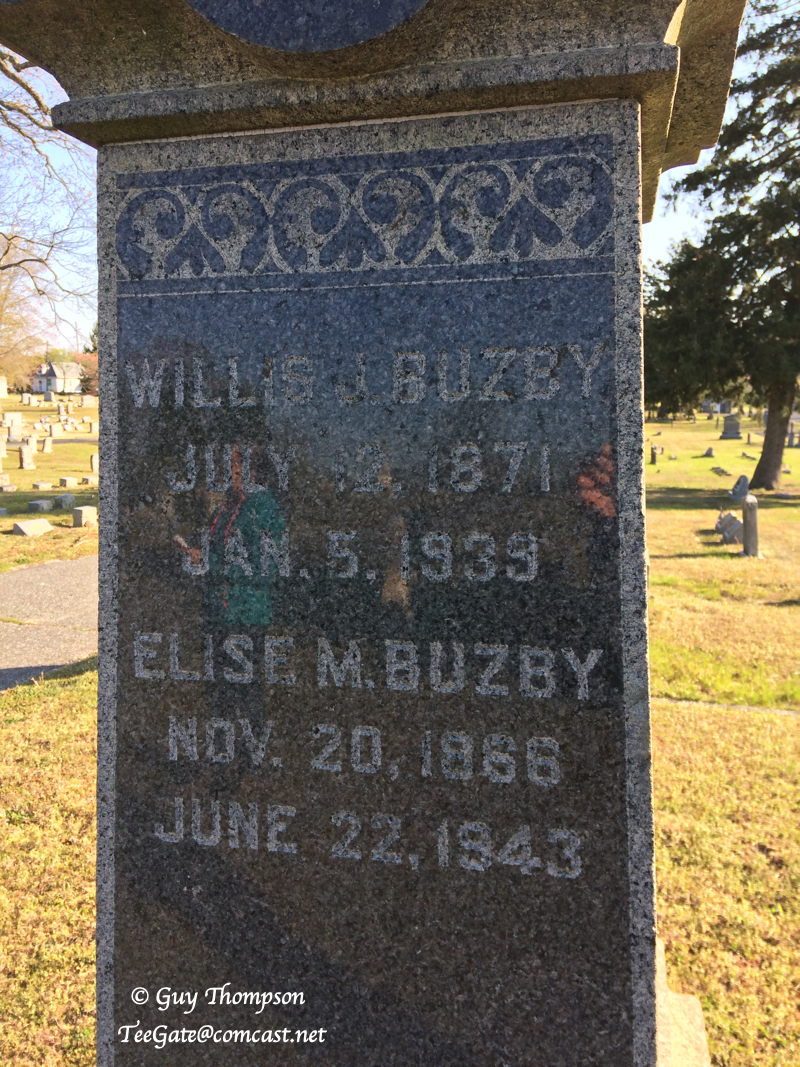 WILLIS J. BUZBY
JULY 12, 1871
JAN. 5, 1939
ELISE M. BUZBY
NOV. 20, 1866
JUNE 22, 1943
© Guy Thompson
TeeGate@comcast.net